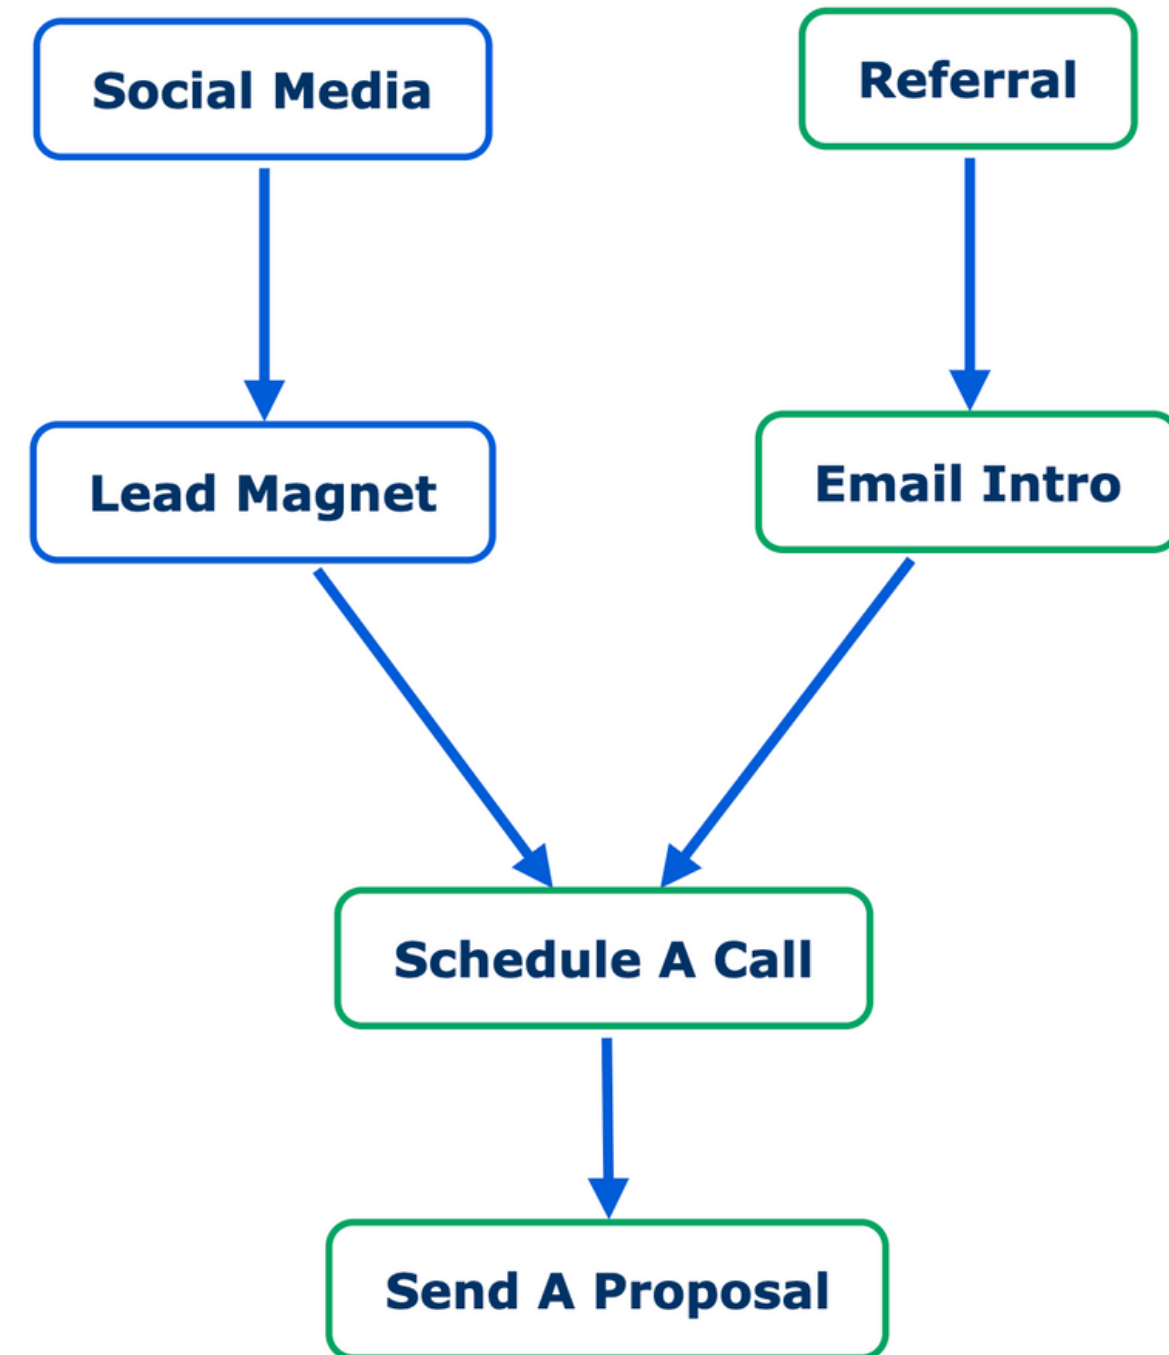 Social Media
Referral
Lead Magnet
Email Intro
Schedule A Call
Send A Proposal